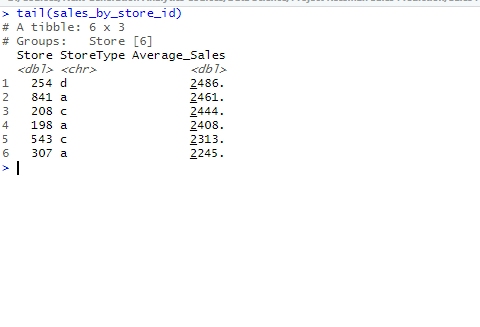 > tail(sales_by_store_id)
# A tibble: 6 x 3
# Groups:   Store [6]
  Store StoreType Average_Sales
  <dbl> <chr>             <dbl>
1   254 d                 2486.
2   841 a                 2461.
3   208 c                 2444.
4   198 a                 2408.
5   543 c                 2313.
6   307 a                 2245.
>